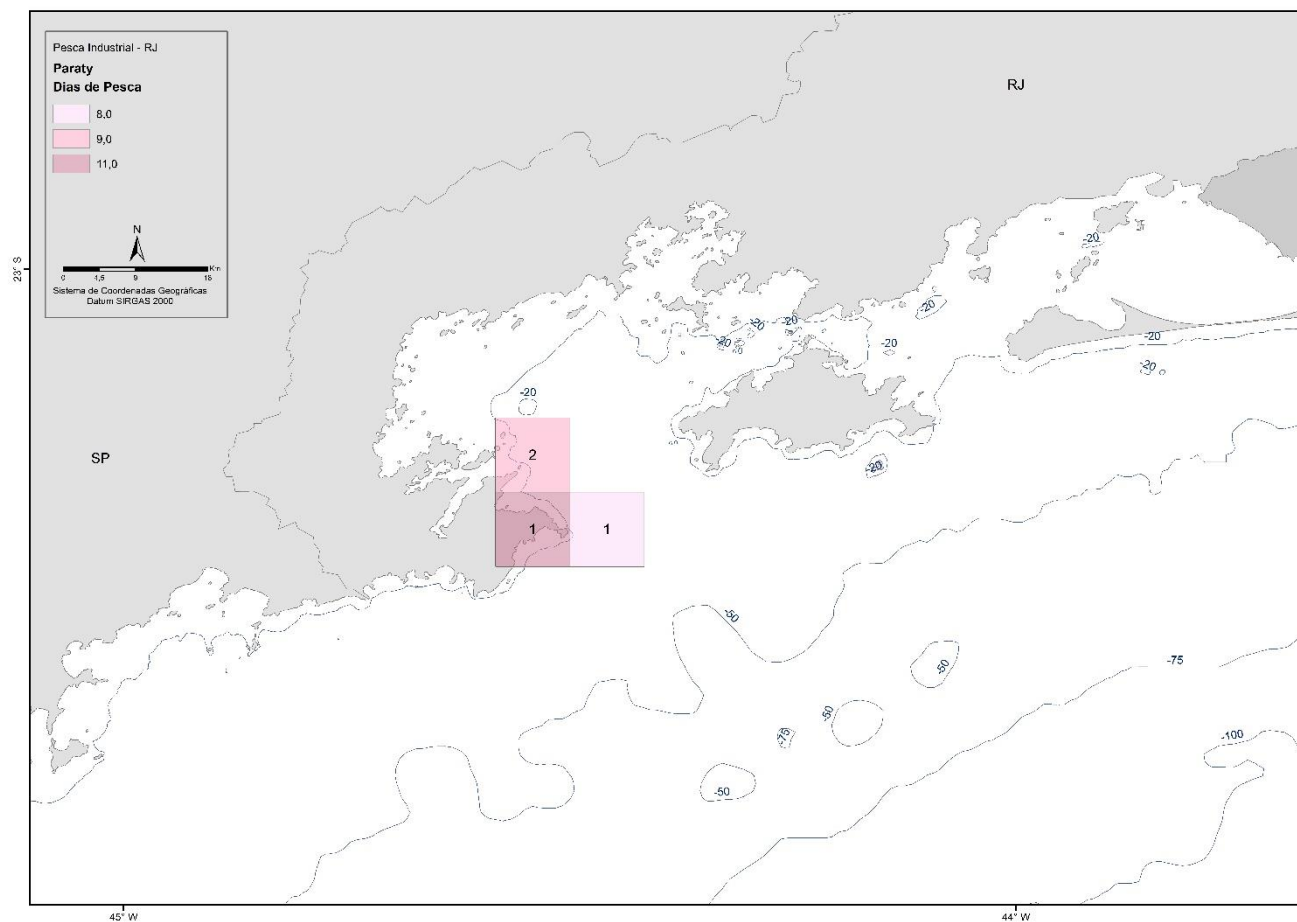 Pesca Industrial - RJ
Paraty
Dias de Pesca
8,0
9,0
11,0
N
0 4,5 9 18 Km
Sistema de Coordenadas Geográficas
Datum SIRGAS 2000
RJ
SP
23° S
-20
-20
-20
-20
-20
-20
-20
-20
-20
-20
2
1
1
-50
-50
-75
-50
-75
-50
-100
45° W
44° W